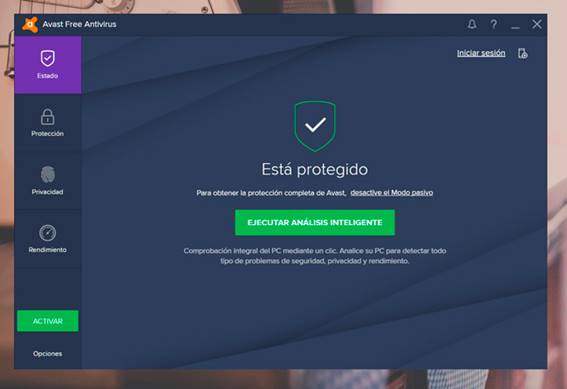 Avast Free Antivirus
Iniciar sesión
Estado
Protección
Privacidad
Rendimiento
ACTIVAR
Opciones
Está protegido
Para obtener la protección completa de Avast, desactive el Modo pasivo
EJECUTAR ANÁLISIS INTELIGENTE
Comprobación integral del PC mediante un clic. Analice su PC para detectar todo
tipo de problemas de seguridad, privacidad y rendimiento.